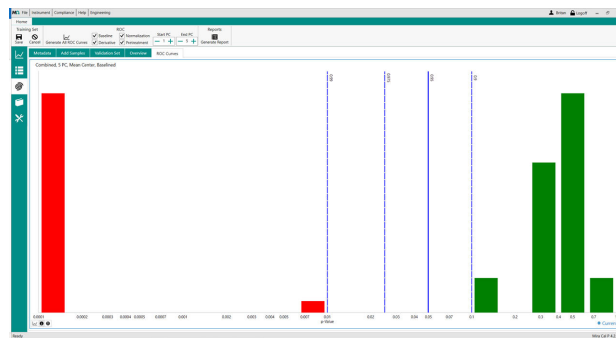 File Instrument Compliance Help Engineering
Logoff
Home
Training Set
ROC
Reports
Save Cancel Generate All ROC Curves
Baseline Normalization
Derivative Pretreatment
Start PC End PC
Generate Report
Metadata Add Samples Validation Set Overview ROC Curves
Combined, 5 PC, Mean Center, Baselined
0.0001 0.0002 0.0003 0.0004 0.0005 0.0007 0.001 0.002 0.003 0.004 0.005 0.007 0.01 0.02 0.03 0.04 0.05 0.07 0.1 0.2 0.3 0.4 0.5 0.7
p-Value
Current
Ready